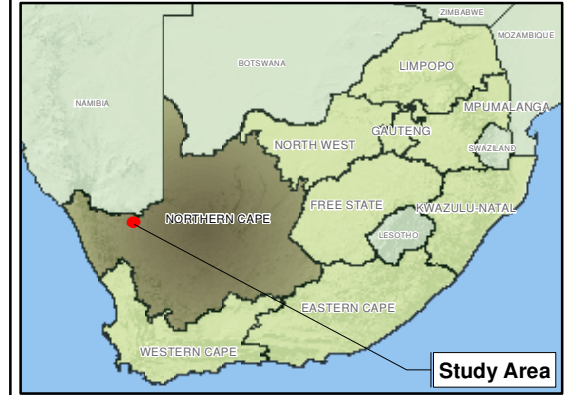 ZIMBABWE
MOZAMBIQUE
BOTSWANA
LIMPOPO
NAMIBIA
MPUMALANGA
GAUTENG
NORTH WEST
SWAZILAND
FREE STATE
KWAZULU-NATAL
NORTHERN CAPE
LESOTHO
EASTERN CAPE
WESTERN CAPE
Study Area